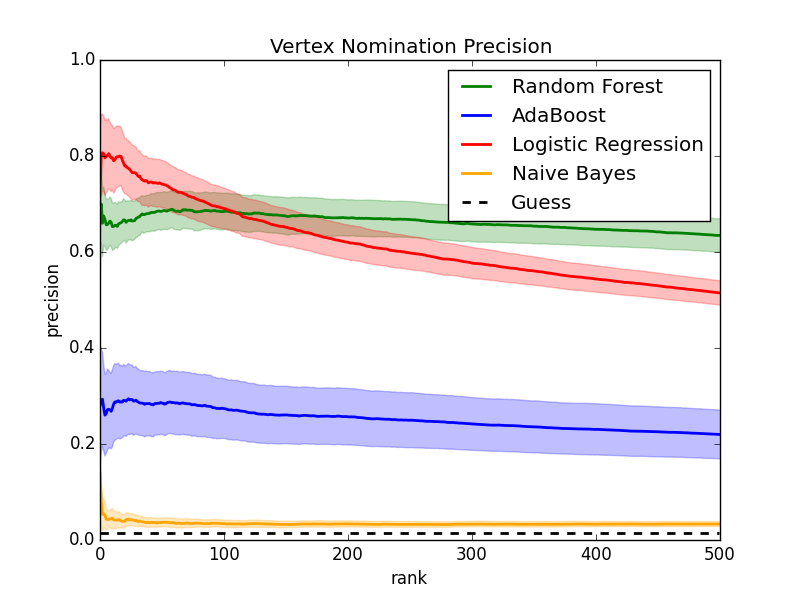 Vertex Nomination Precision
1.0
0.8
0.6
0.4
0.2
0.0
precision
Random Forest
AdaBoost
Logistic Regression
Naive Bayes
Guess
0 100 200 300 400 500
rank